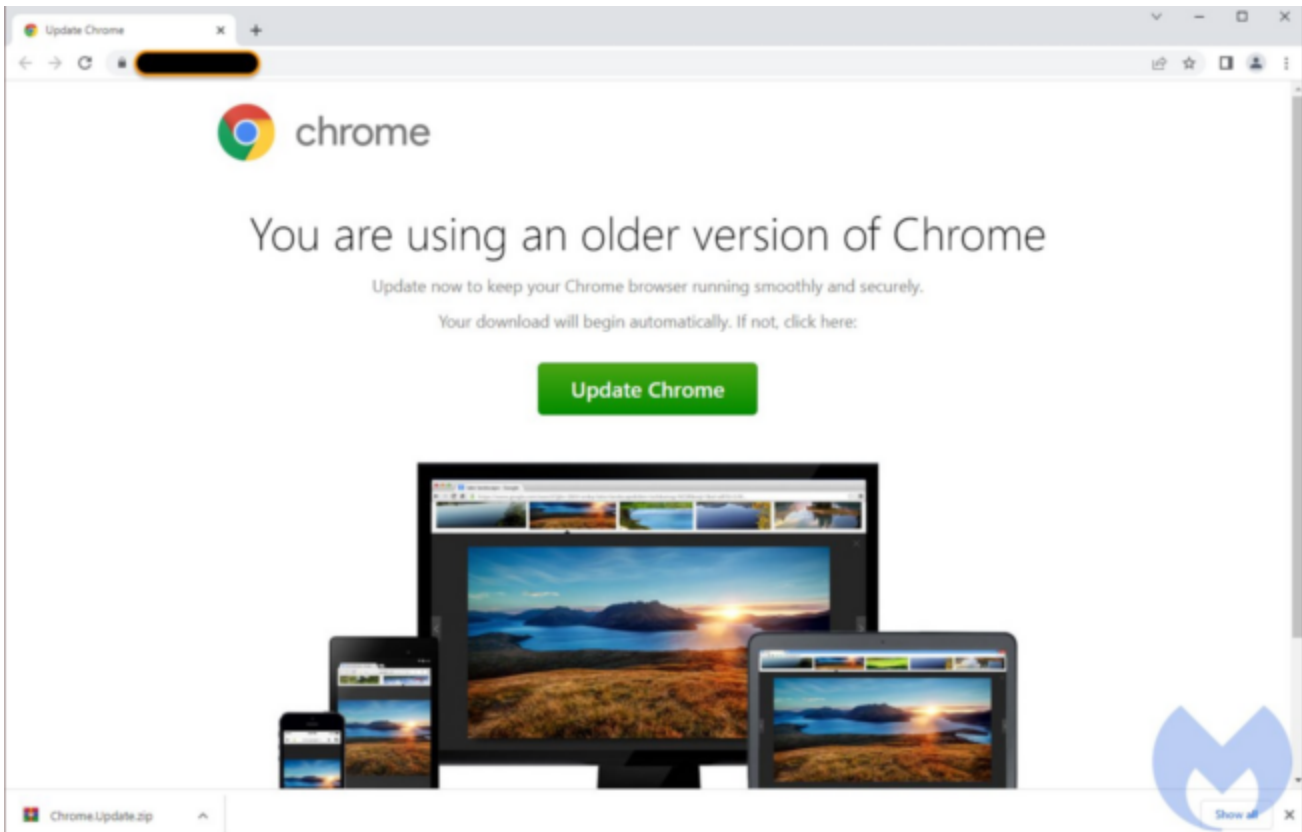 Update Chrome
chrome
You are using an older version of Chrome
Update now to keep your Chrome browser running smoothly and securely.
Your download will begin automatically. If not, click here:
Update Chrome
Chrome.Update.zip
Show all